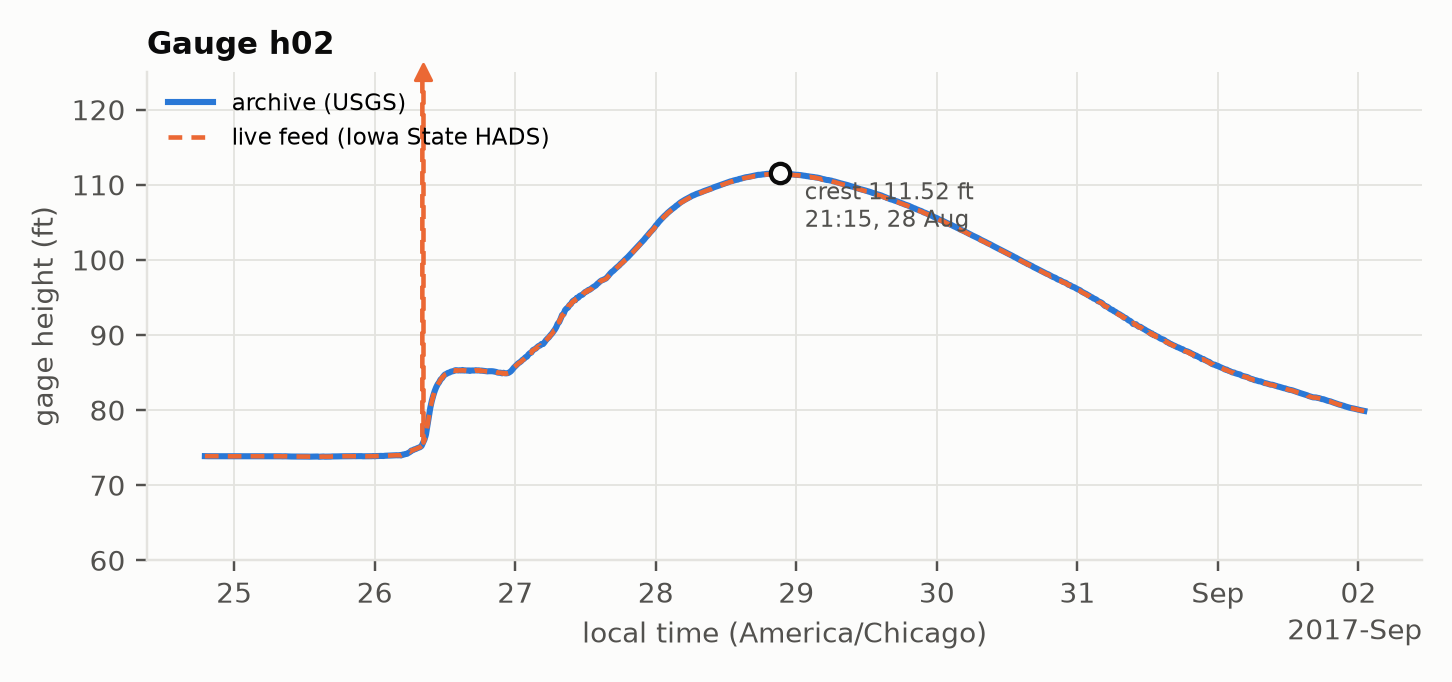 Gauge h02
archive (USGS)
live feed (Iowa State HADS)
crest 111.52 ft
21:15, 28 Aug
gage height (ft)
120
110
100
90
80
70
60
25 26 27 28 29 30 31 Sep 02
local time (America/Chicago)
2017-Sep